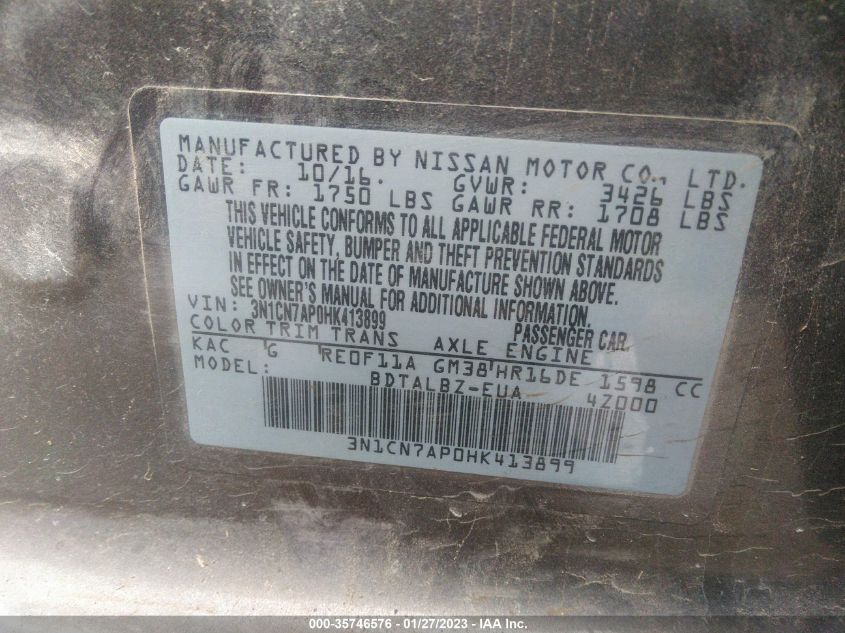 MANUFACTURED BY NISSAN MOTOR CO., LTD.
DATE: 10/16. GVWR: 3426 LBS
GAWR FR: 1750 LBS GAWR RR: 1708 LBS
THIS VEHICLE CONFORMS TO ALL APPLICABLE FEDERAL MOTOR
VEHICLE SAFETY, BUMPER AND THEFT PREVENTION STANDARDS
IN EFFECT ON THE DATE OF MANUFACTURE SHOWN ABOVE.
SEE OWNER'S MANUAL FOR ADDITIONAL INFORMATION.
VIN: 3N1CN7AP0HK413899 PASSENGER CAR
COLOR TRIM TRANS AXLE ENGINE
KAC G RE0F11A GM38 HR16DE 1598 CC
MODEL: BDTALBZ-EUA 4Z000
3N1CN7AP0HK413899
000-35746576 - 01/27/2023 - © IAA Inc.